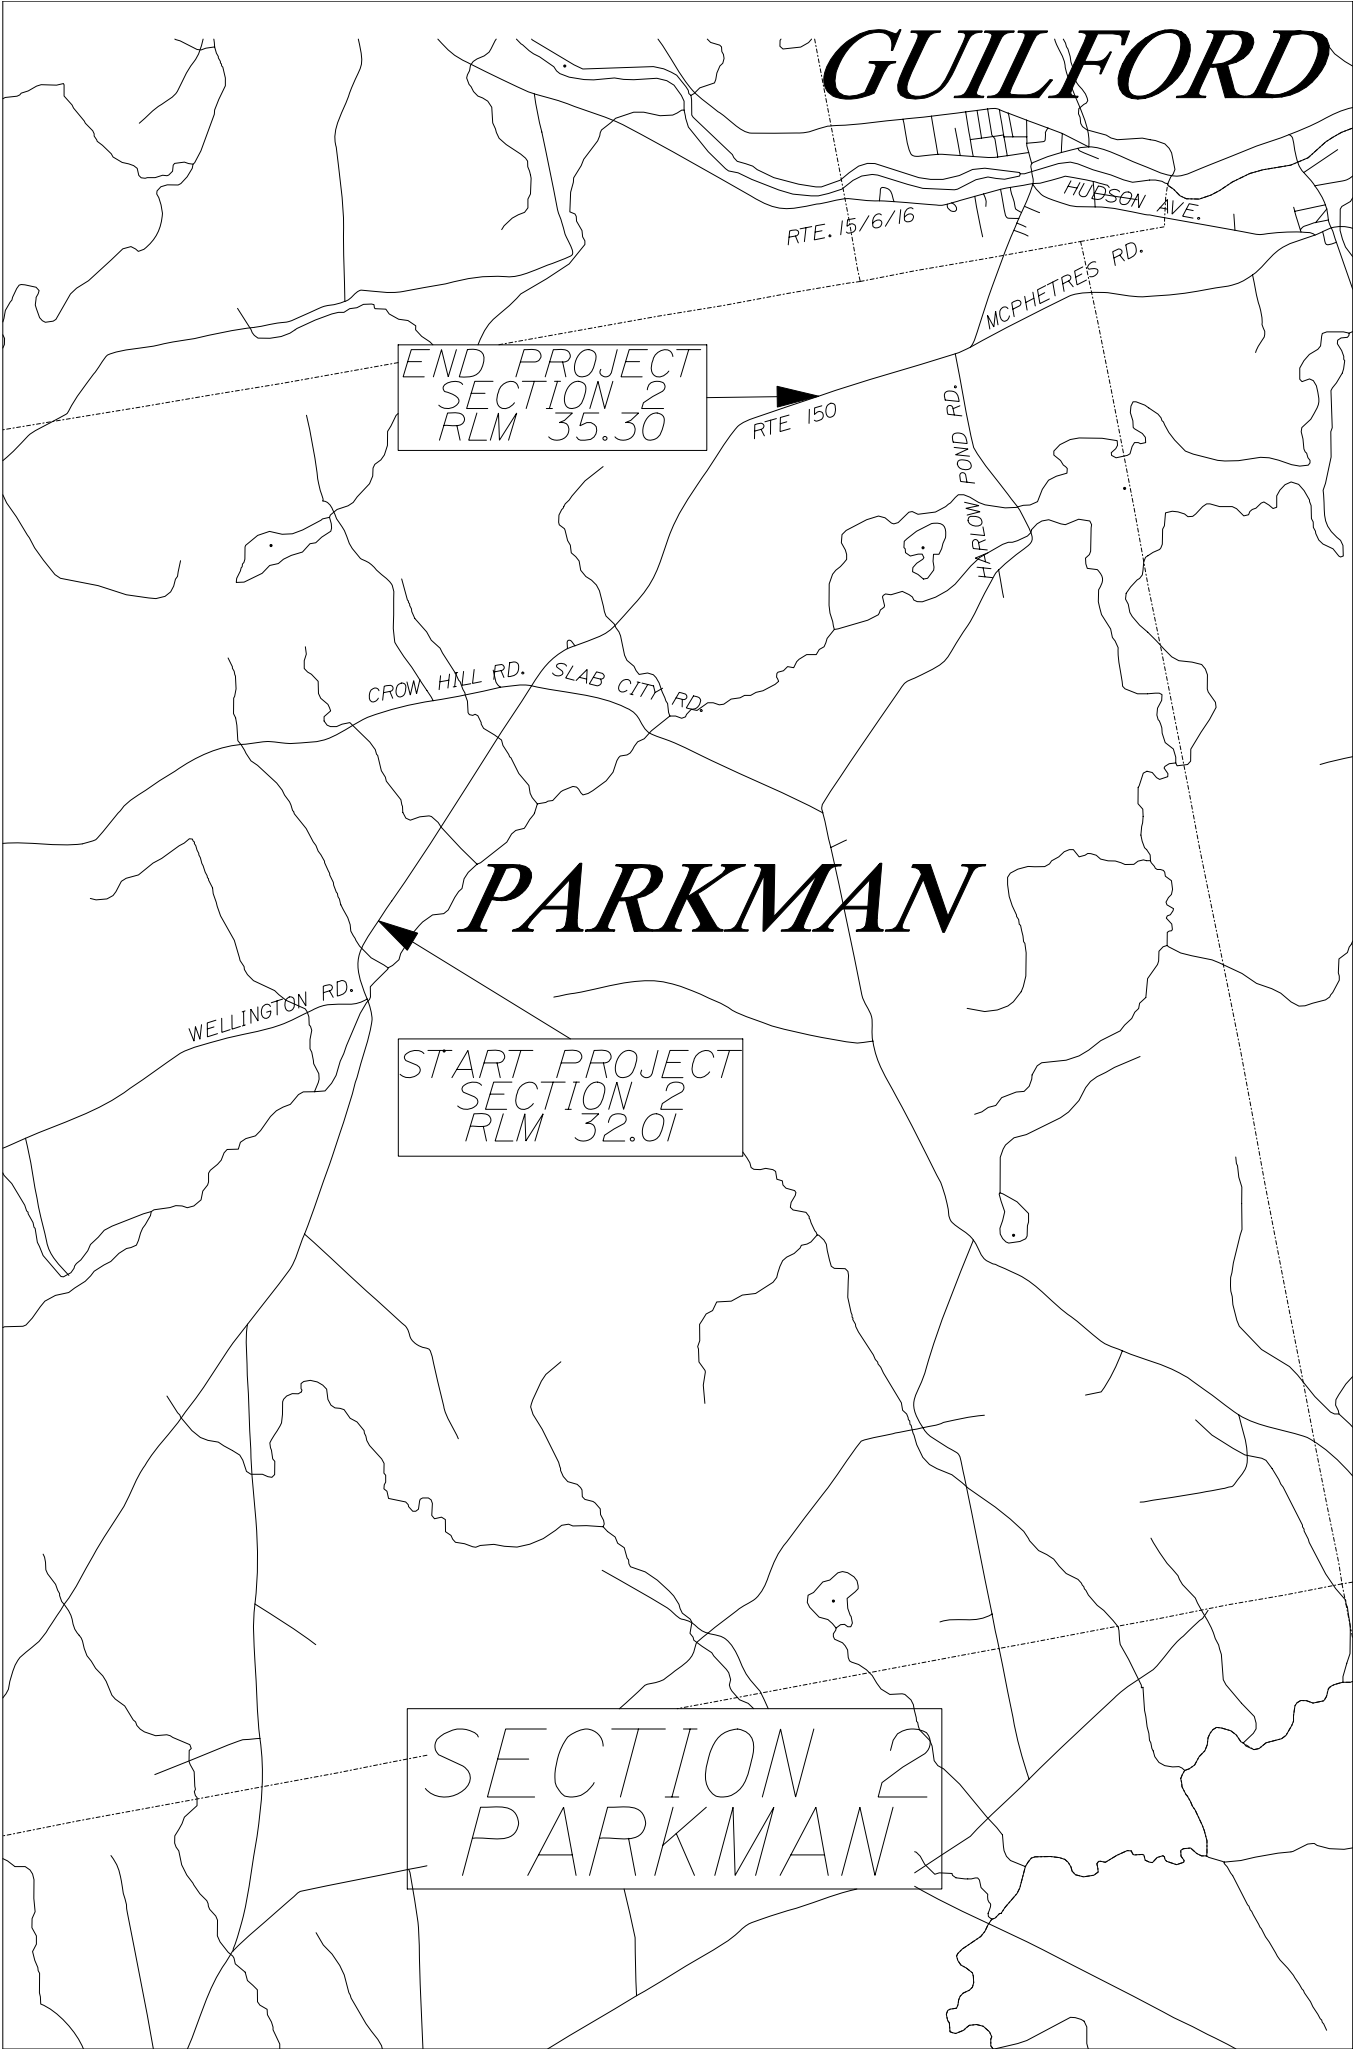 GUILFORD
HUDSON AVE.
RTE. 15/6/16
MCPHETRES RD.
END PROJECT
SECTION 2
RLM 35.30
RTE 150
HARLOW POND RD.
CROW HILL RD.
SLAB CITY RD.
PARKMAN
WELLINGTON RD.
START PROJECT
SECTION 2
RLM 32.01
SECTION 2
PARKMAN